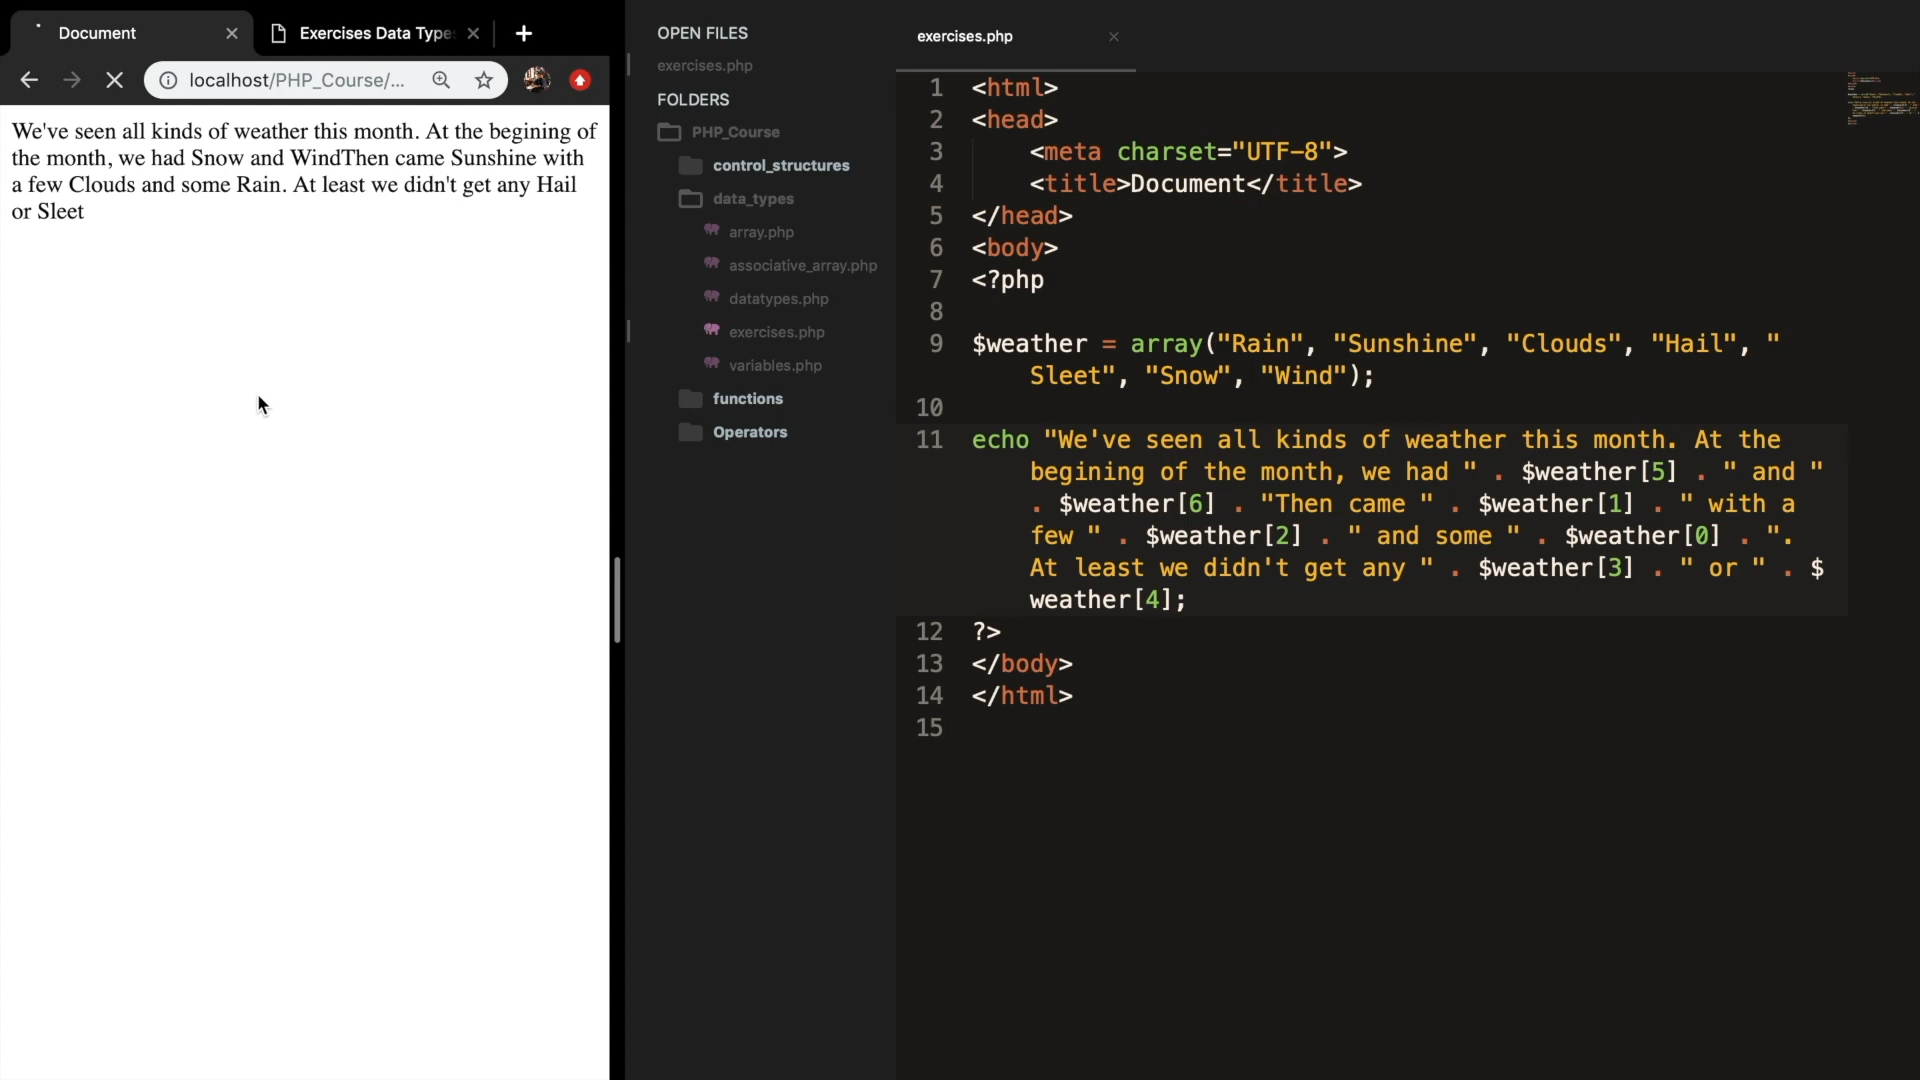 Document
Exercises Data Type
localhost/PHP_Course/...
We've seen all kinds of weather this month. At the begining of
the month, we had Snow and WindThen came Sunshine with
a few Clouds and some Rain. At least we didn't get any Hail
or Sleet
OPEN FILES
exercises.php
FOLDERS
PHP_Course
control_structures
data_types
array.php
associative_array.php
datatypes.php
exercises.php
variables.php
functions
Operators
exercises.php
1 <html>
2 <head>
3 <meta charset="UTF-8">
4 <title>Document</title>
5 </head>
6 <body>
7 <?php
8
9 $weather = array("Rain", "Sunshine", "Clouds", "Hail", "
Sleet", "Snow", "Wind");
10
11 echo "We've seen all kinds of weather this month. At the
begining of the month, we had " . $weather[5] . " and "
. $weather[6] . "Then came " . $weather[1] . " with a
few " . $weather[2] . " and some " . $weather[0] . ".
At least we didn't get any " . $weather[3] . " or " . $
weather[4];
12 ?>
13 </body>
14 </html>
15